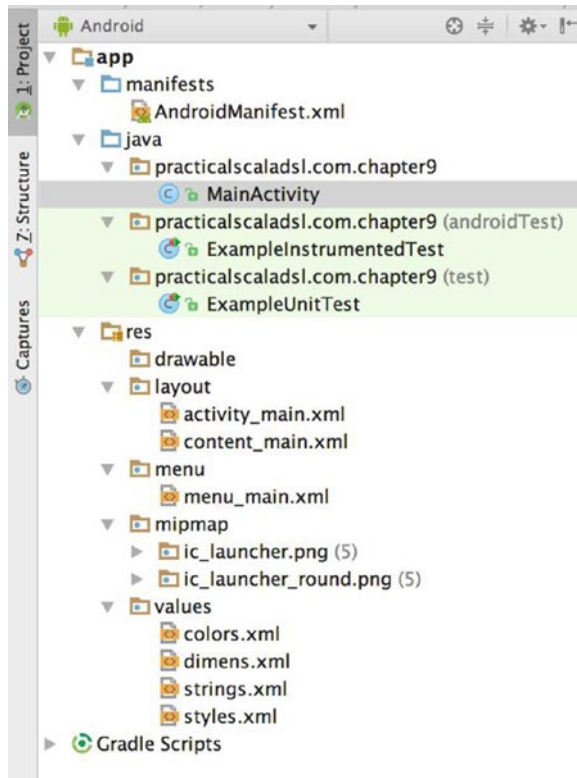 Android
1: Project
Z: Structure
Captures
app
manifests
AndroidManifest.xml
java
practicalscaladsl.com.chapter9
MainActivity
practicalscaladsl.com.chapter9 (androidTest)
ExampleInstrumentedTest
practicalscaladsl.com.chapter9 (test)
ExampleUnitTest
res
drawable
layout
activity_main.xml
content_main.xml
menu
menu_main.xml
mipmap
ic_launcher.png (5)
ic_launcher_round.png (5)
values
colors.xml
dimens.xml
strings.xml
styles.xml
Gradle Scripts